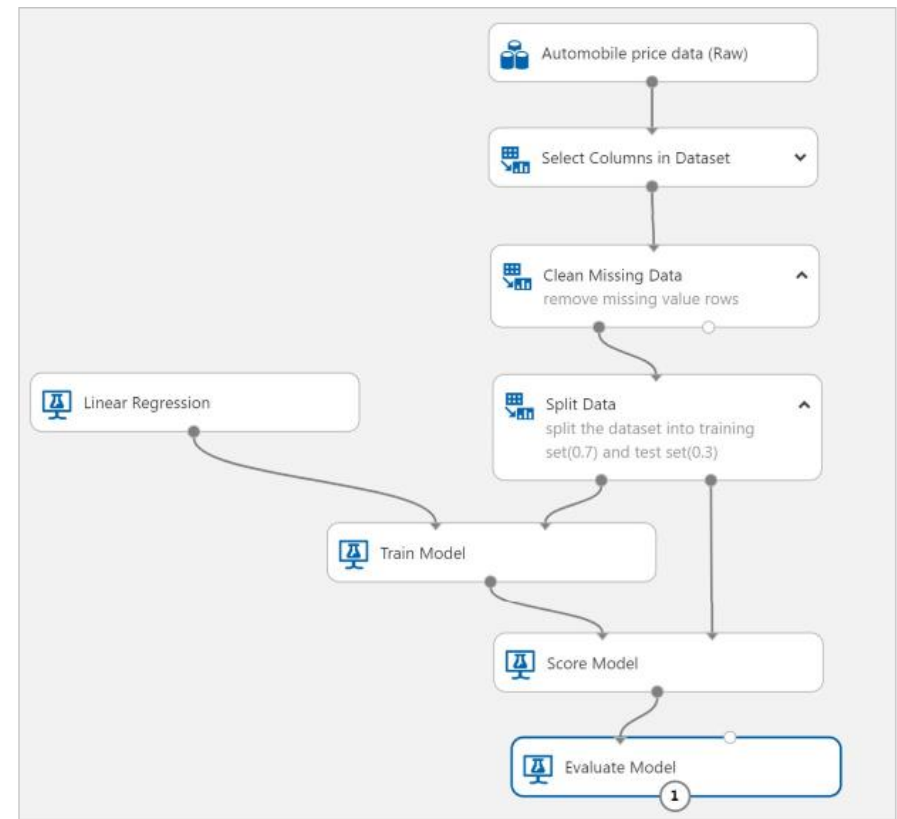 Automobile price data (Raw)
Select Columns in Dataset
Clean Missing Data
remove missing value rows
Linear Regression
Split Data
split the dataset into training
set(0.7) and test set(0.3)
Train Model
Score Model
Evaluate Model
1